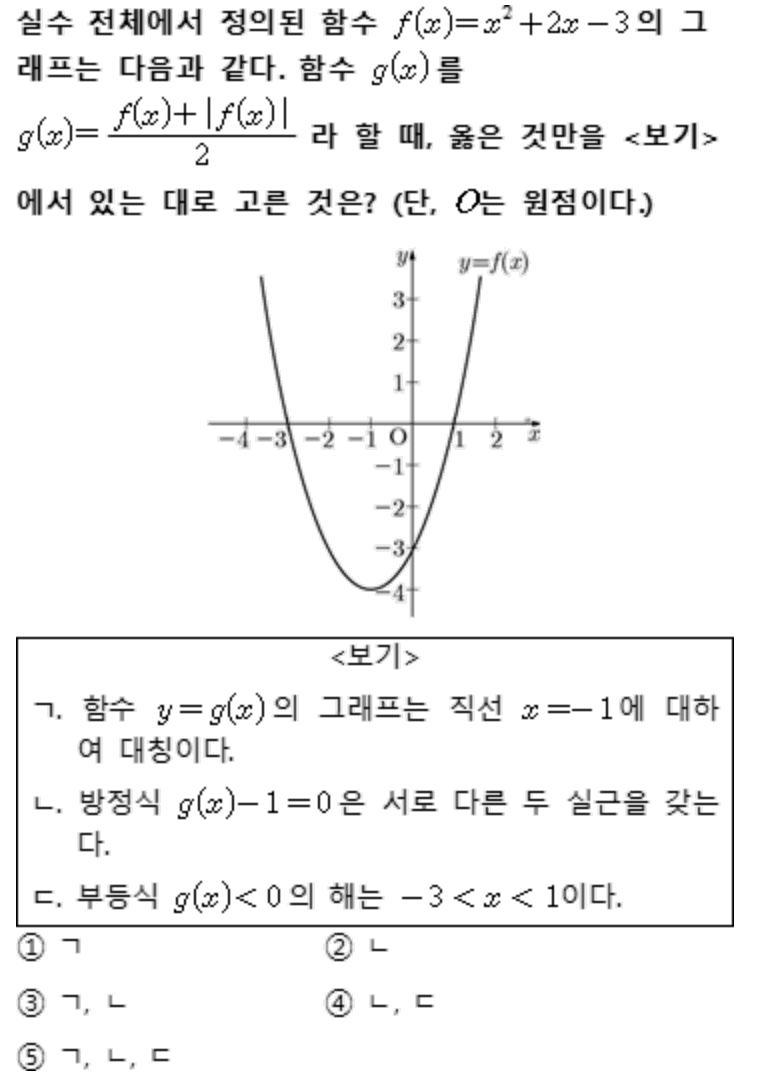 실수 전체에서 정의된 함수 f(x)=x²+2x-3의 그
래프는 다음과 같다. 함수 g(x)를
g(x)= (f(x)+|f(x)|)/2 라 할 때, 옳은 것만을 <보기>
에서 있는 대로 고른 것은? (단, O는 원점이다.)
y y=f(x)
3
2
1
-4 -3 -2 -1 O 1 2 x
-1
-2
-3
-4
<보기>
ㄱ. 함수 y=g(x)의 그래프는 직선 x=-1에 대하
여 대칭이다.
ㄴ. 방정식 g(x)-1=0은 서로 다른 두 실근을 갖는
다.
ㄷ. 부등식 g(x)<0의 해는 -3<x<1이다.
① ㄱ ② ㄴ
③ ㄱ, ㄴ ④ ㄴ, ㄷ
⑤ ㄱ, ㄴ, ㄷ